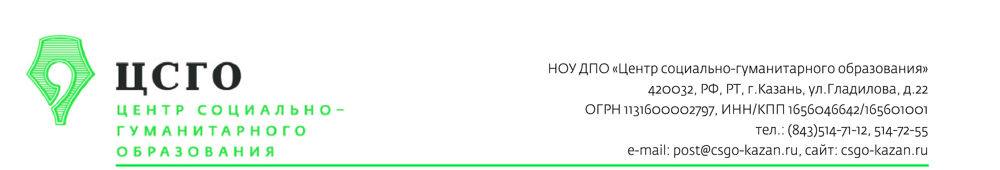 ЦСГО
ЦЕНТР СОЦИАЛЬНО–
ГУМАНИТАРНОГО
ОБРАЗОВАНИЯ
НОУ ДПО «Центр социально-гуманитарного образования»
420032, РФ, РТ, г.Казань, ул.Гладилова, д.22
ОГРН 1131600002797, ИНН/КПП 1656046642/165601001
тел.: (843)514-71-12, 514-72-55
e-mail: post@csgo-kazan.ru, сайт: csgo-kazan.ru